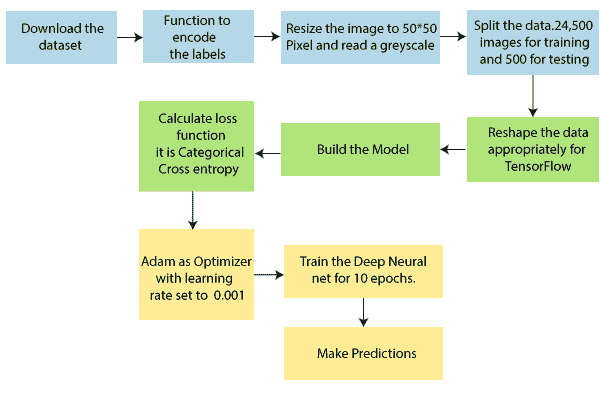 Download the
dataset
Function to
encode
the labels
Resize the image to 50*50
Pixel and read a greyscale
Split the data.24,500
images for training
and 500 for testing
Reshape the data
appropriately for
TensorFlow
Build the Model
Calculate loss
function
it is Categorical
Cross entropy
Adam as Optimizer
with learning
rate set to 0.001
Train the Deep Neural
net for 10 epochs.
Make Predictions